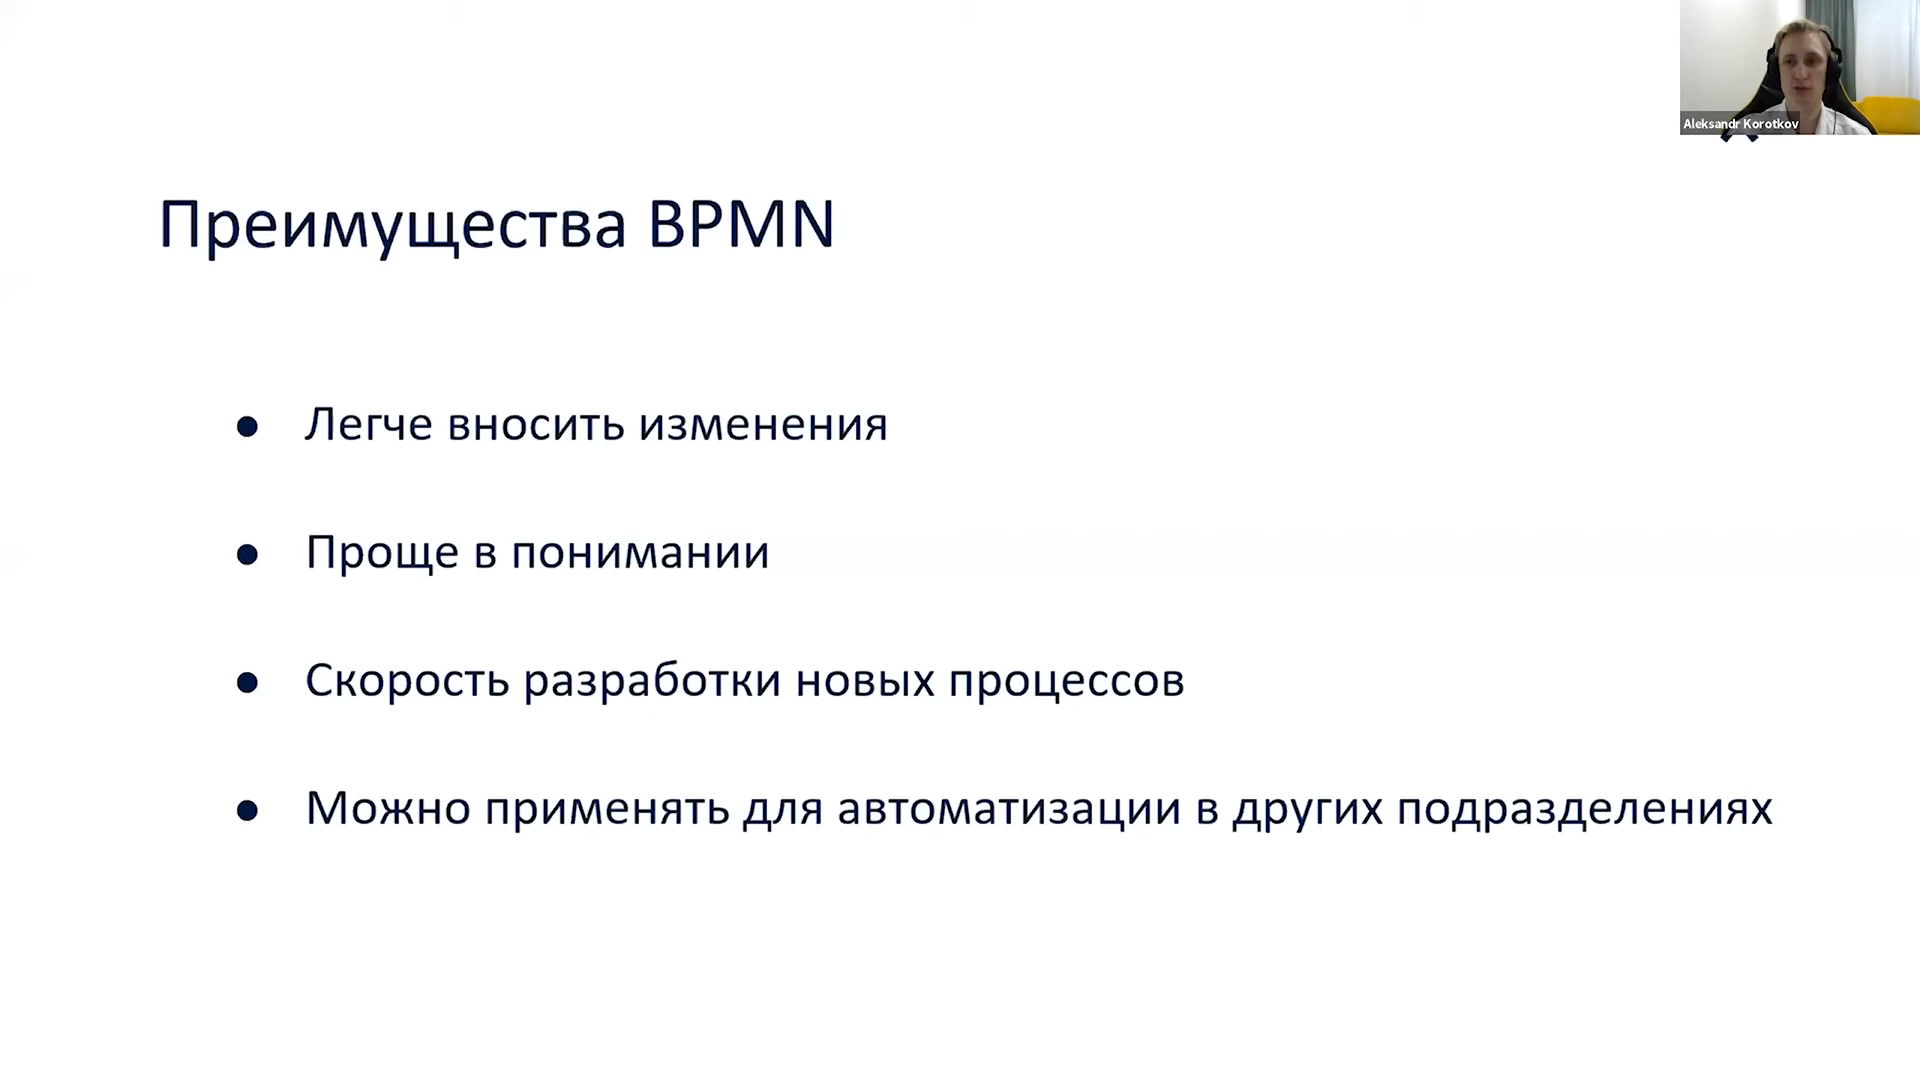 Aleksandr Korotkov
Преимущества BPMN
● Легче вносить изменения
● Проще в понимании
● Скорость разработки новых процессов
● Можно применять для автоматизации в других подразделениях